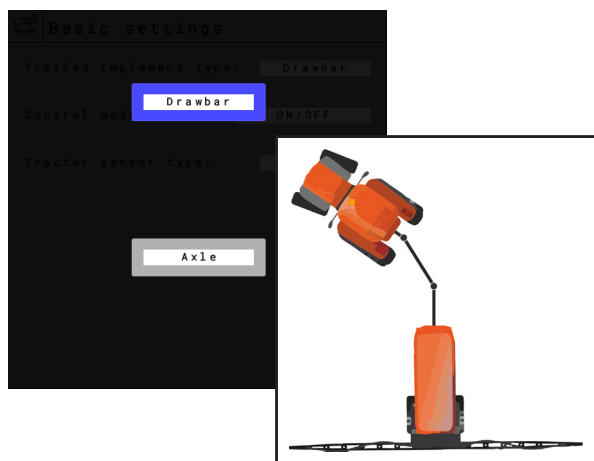 Basic settings
Trailed implement type: Drawbar
Drawbar
Control mod ON/OFF
Tractor sensor type:
Axle